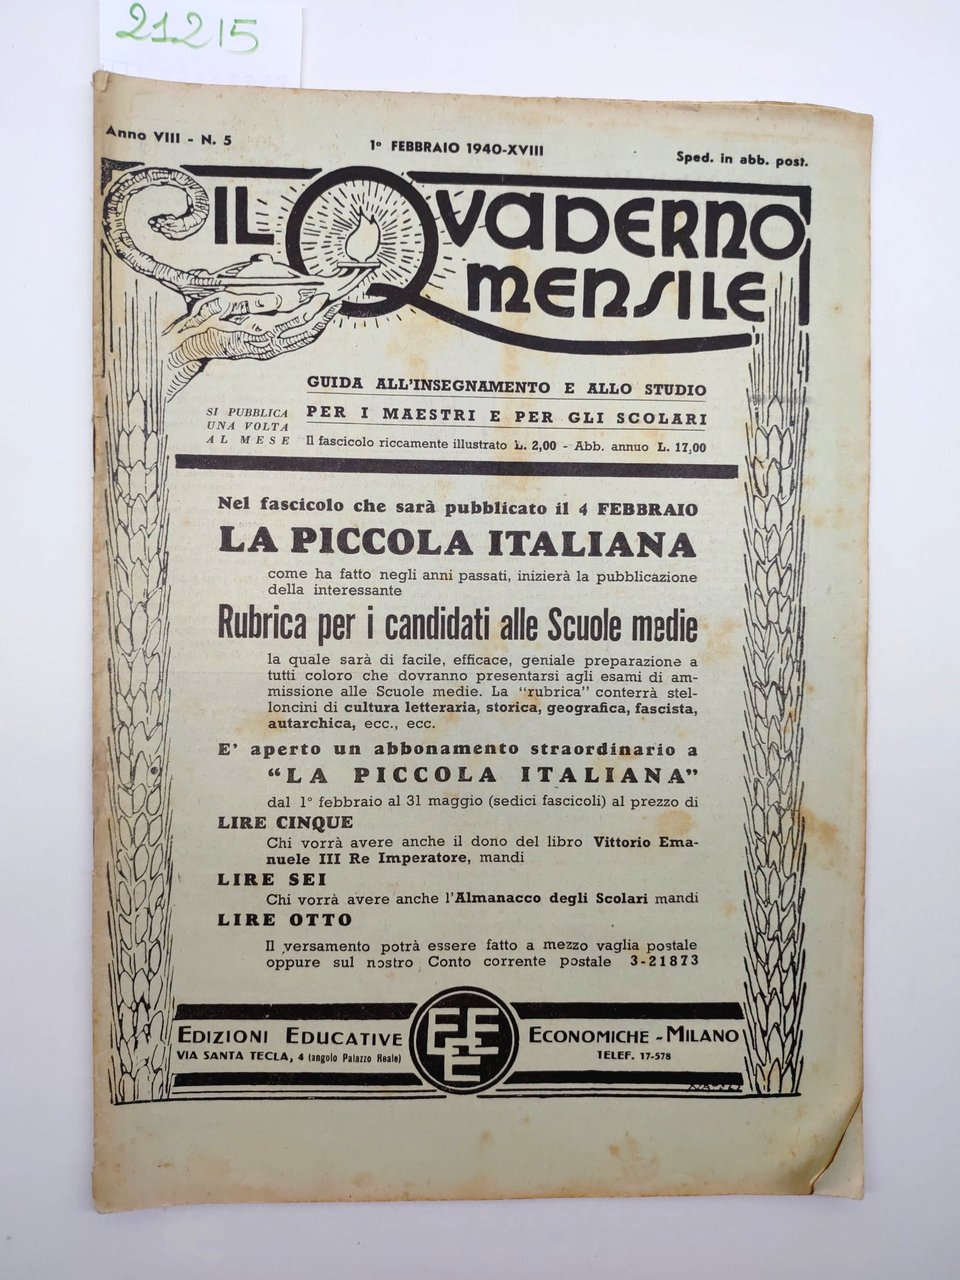 21215
Anno VIII - N. 5
1° FEBBRAIO 1940-XVIII
Sped. in abb. post.
IL QVADERNO
MENSILE
GUIDA ALL'INSEGNAMENTO E ALLO STUDIO
PER I MAESTRI E PER GLI SCOLARI
SI PUBBLICA
UNA VOLTA
AL MESE
Il fascicolo riccamente illustrato L. 2,00 - Abb. annuo L. 17,00
Nel fascicolo che sarà pubblicato il 4 FEBBRAIO
LA PICCOLA ITALIANA
come ha fatto negli anni passati, inizierà la pubblicazione
della interessante
Rubrica per i candidati alle Scuole medie
la quale sarà di facile, efficace, geniale preparazione a
tutti coloro che dovranno presentarsi agli esami di am-
missione alle Scuole medie. La "rubrica" conterrà stel-
loncini di cultura letteraria, storica, geografica, fascista,
autarchica, ecc., ecc.
E' aperto un abbonamento straordinario a
"LA PICCOLA ITALIANA"
dal 1° febbraio al 31 maggio (sedici fascicoli) al prezzo di
LIRE CINQUE
Chi vorrà avere anche il dono del libro Vittorio Ema-
nuele III Re Imperatore, mandi
LIRE SEI
Chi vorrà avere anche l'Almanacco degli Scolari mandi
LIRE OTTO
Il versamento potrà essere fatto a mezzo vaglia postale
oppure sul nostro Conto corrente postale 3-21873
EDIZIONI EDUCATIVE
VIA SANTA TECLA, 4 (angolo Palazzo Reale)
EEE
ECONOMICHE - MILANO
TELEF. 17-578